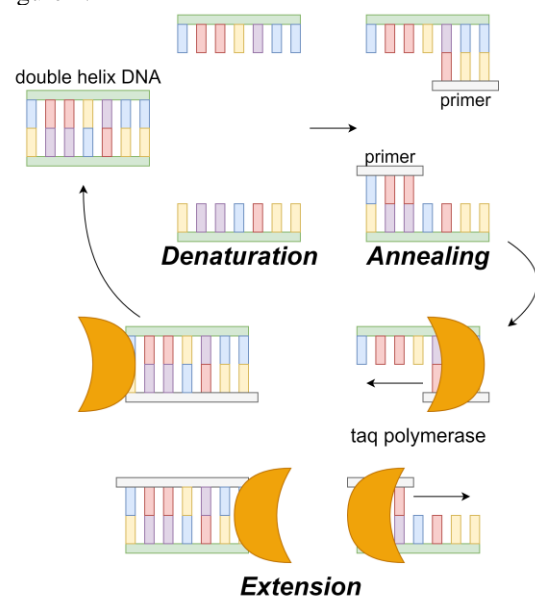 double helix DNA
primer
primer
Denaturation
Annealing
taq polymerase
Extension